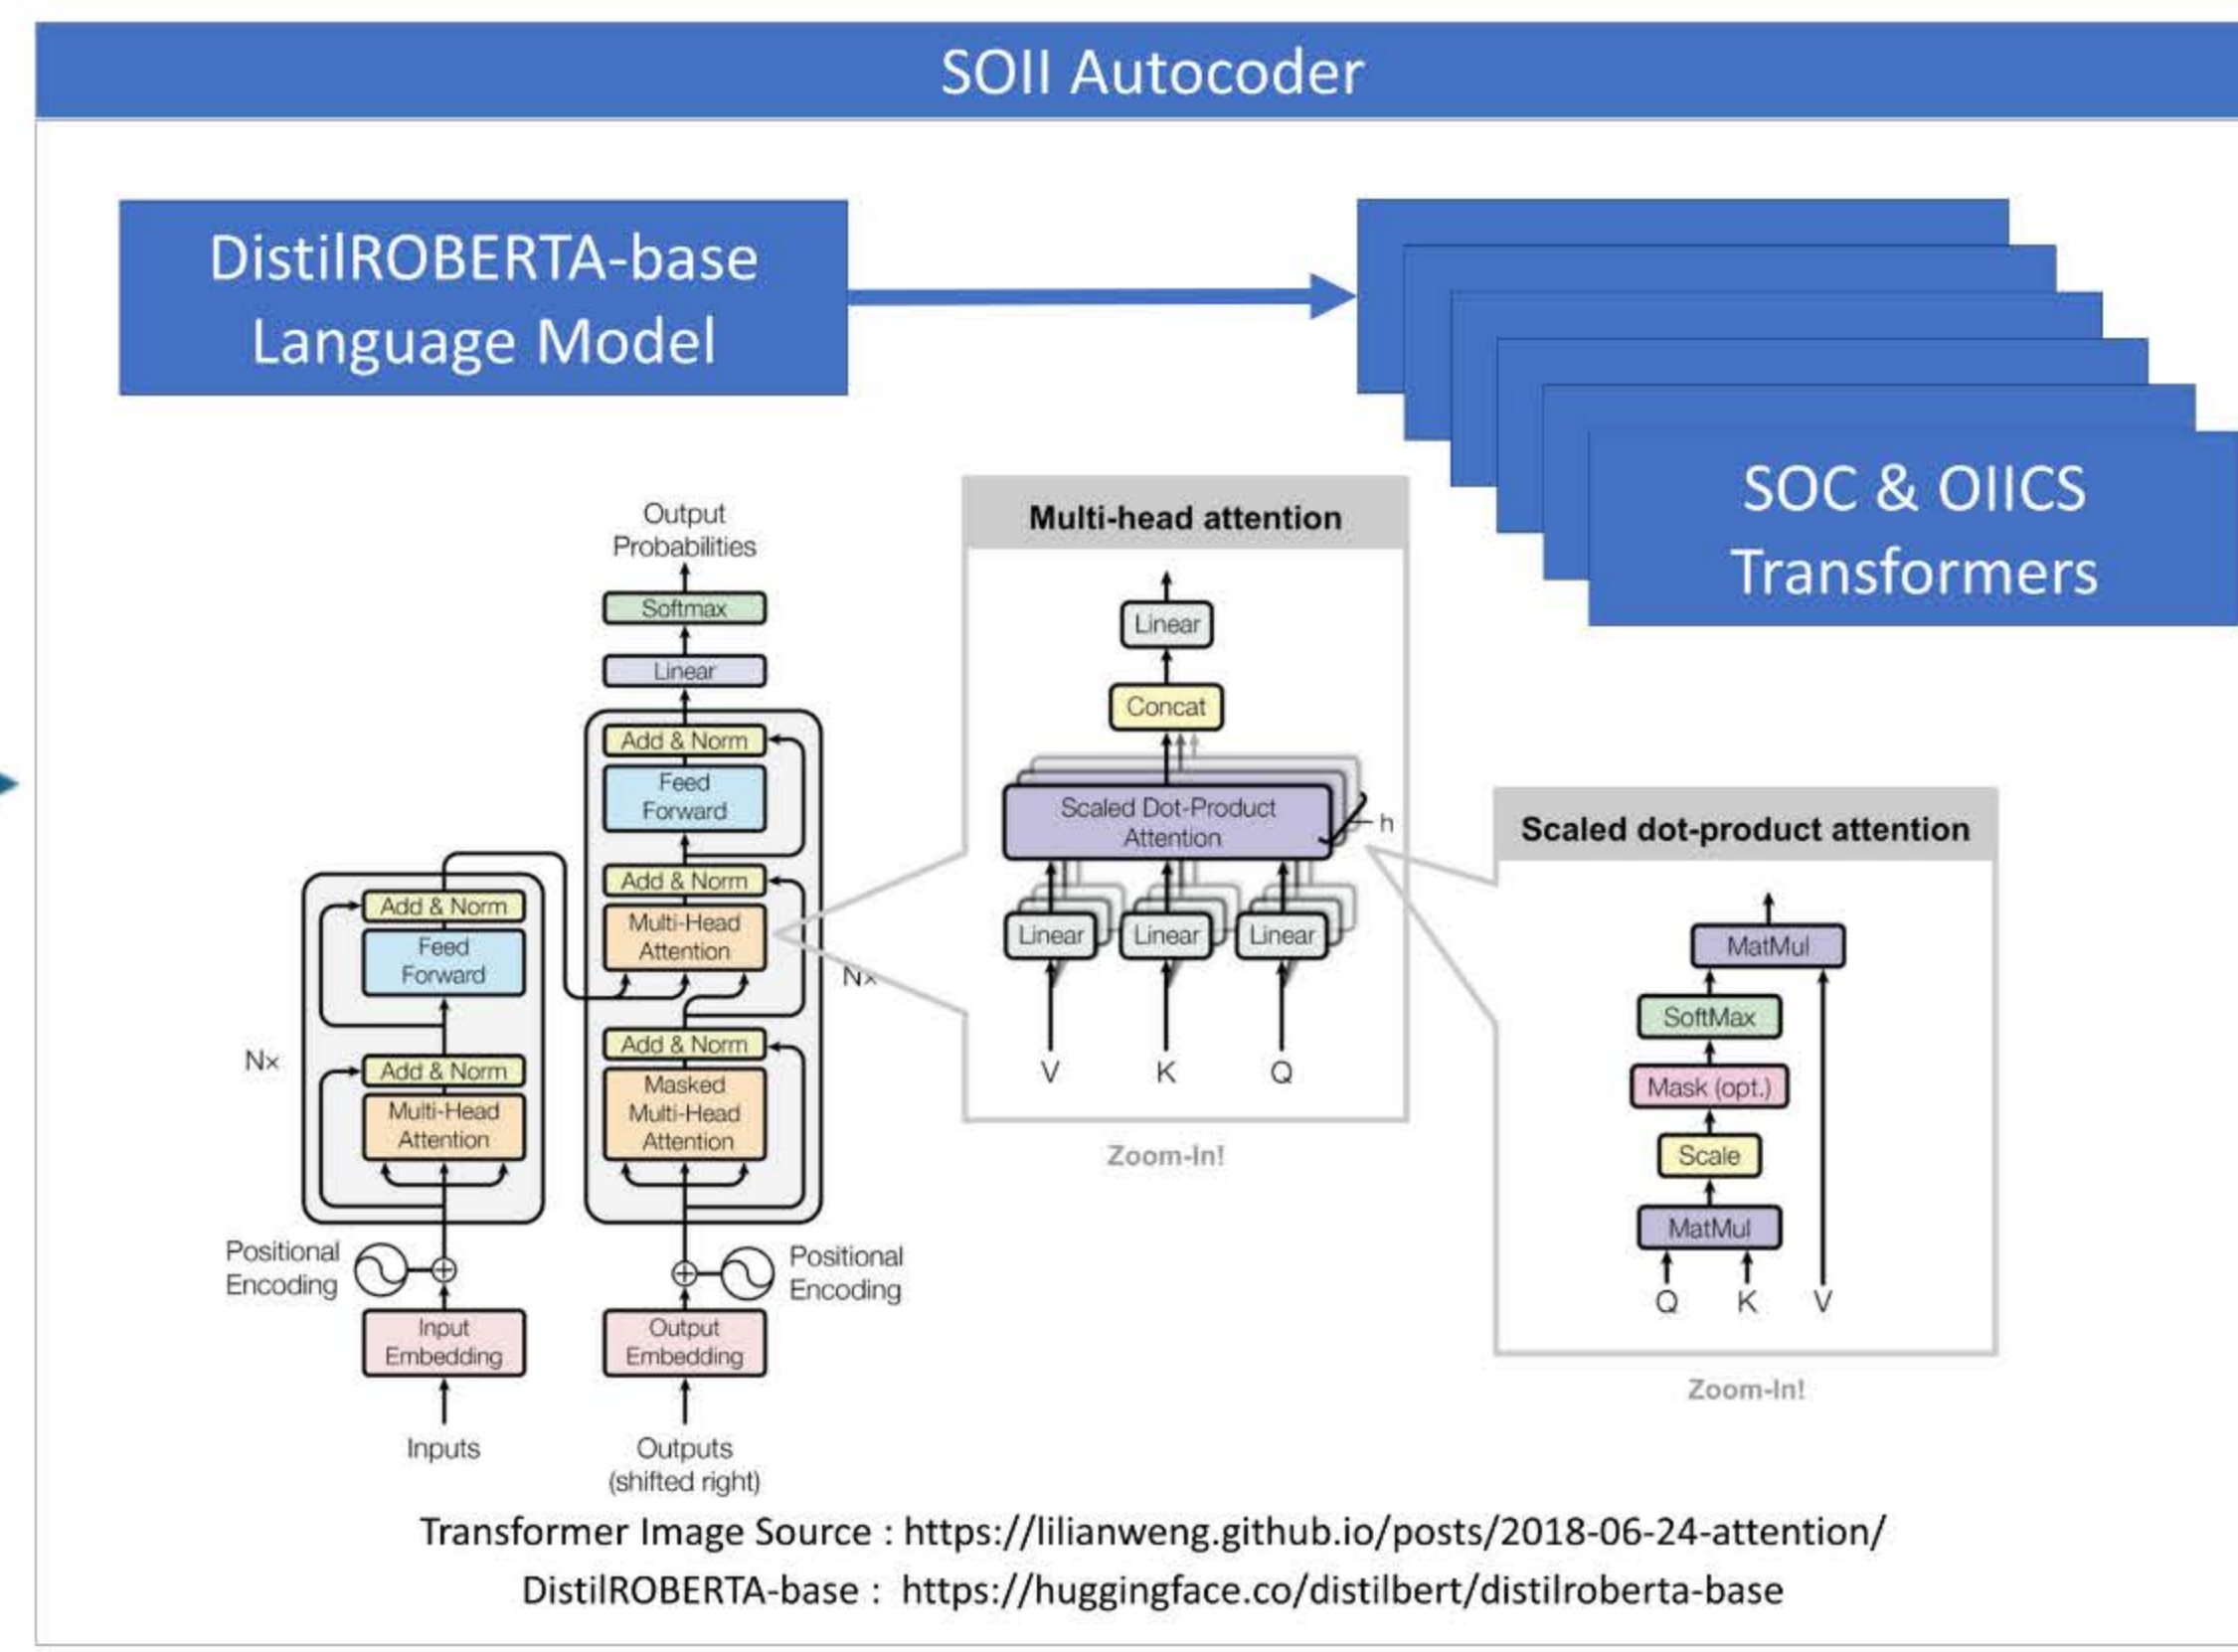 SOII Autocoder
DistilROBERTA-base
Language Model
SOC & OIICS
Transformers
Output
Probabilities
Softmax
Linear
Add & Norm
Feed
Forward
Add & Norm
Multi-Head
Attention
Nx
Add & Norm
Masked
Multi-Head
Attention
Positional
Encoding
Output
Embedding
Outputs
(shifted right)
Add & Norm
Feed
Forward
Nx
Add & Norm
Multi-Head
Attention
Positional
Encoding
Input
Embedding
Inputs
Multi-head attention
Linear
Concat
Scaled Dot-Product
Attention
h
Linear
Linear
Linear
V
K
Q
Zoom-In!
Scaled dot-product attention
MatMul
SoftMax
Mask (opt.)
Scale
MatMul
Q
K
V
Zoom-In!
Transformer Image Source : https://lilianweng.github.io/posts/2018-06-24-attention/
DistilROBERTA-base : https://huggingface.co/distilbert/distilroberta-base